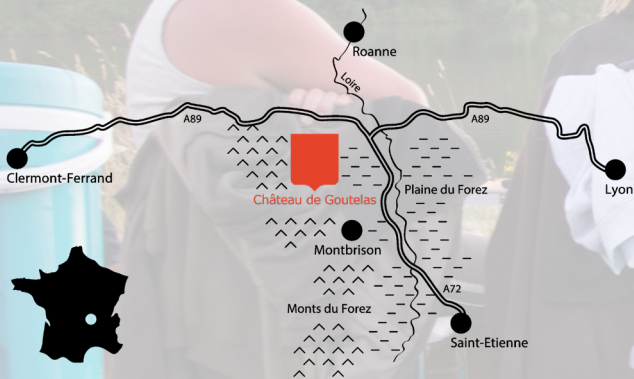 Roanne
Loire
A89
A89
Clermont-Ferrand
Château de Goutelas
Plaine du Forez
Lyon
Montbrison
A72
Monts du Forez
Saint-Etienne